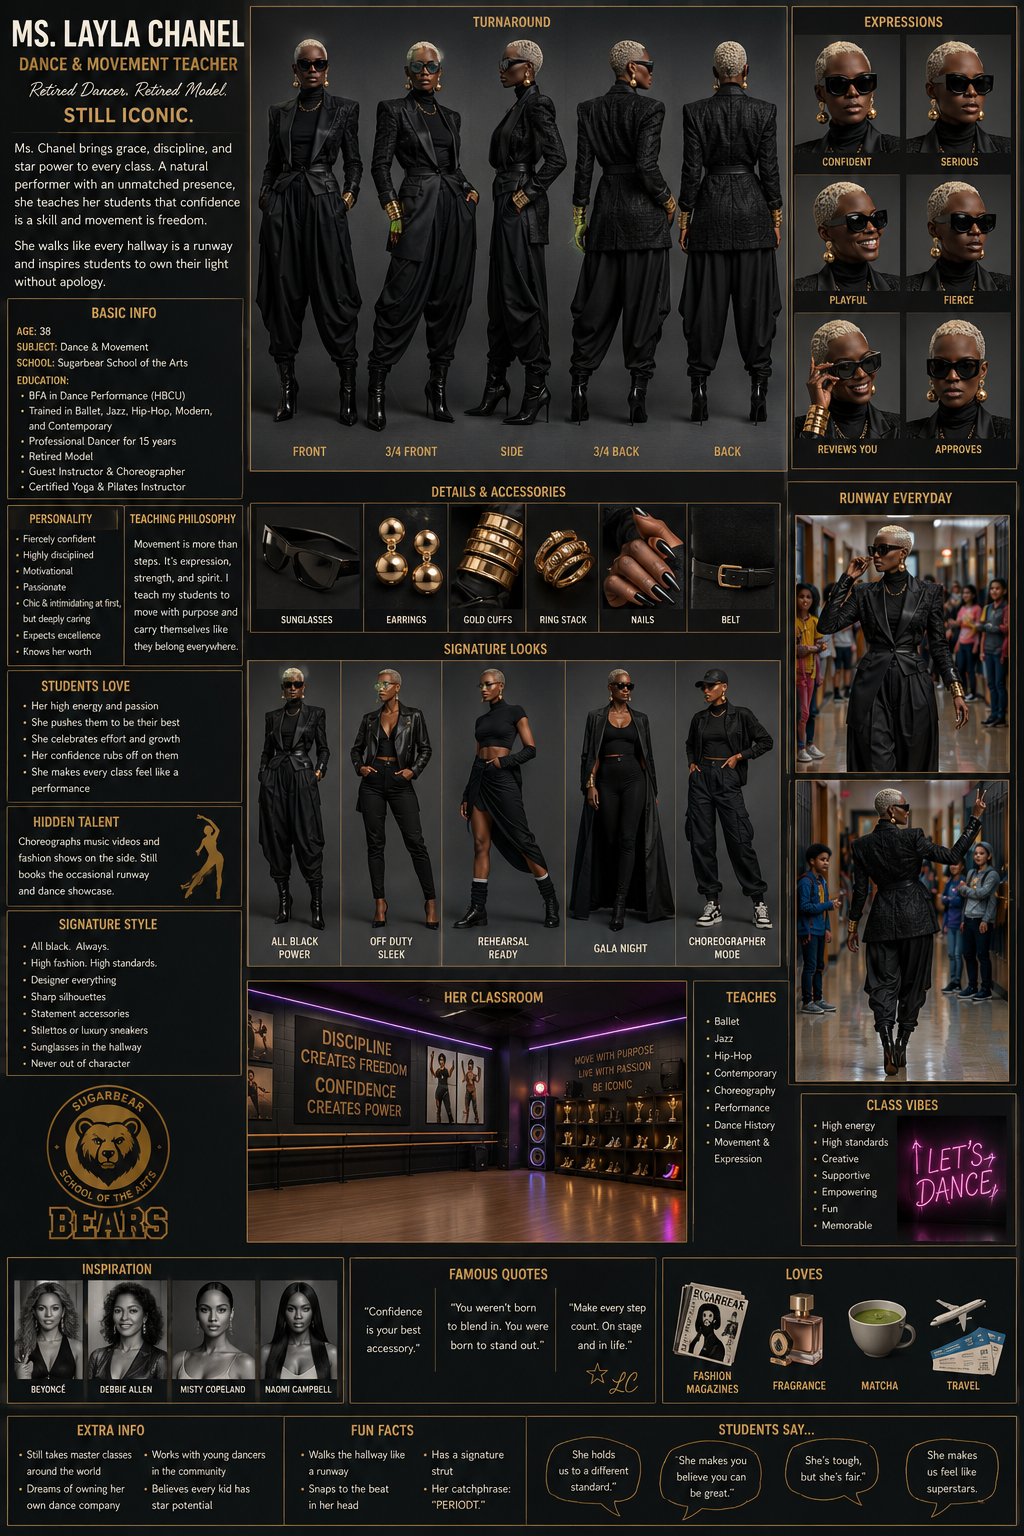 MS. LAYLA CHANEL
DANCE & MOVEMENT TEACHER
Retired Dancer. Retired Model.
STILL ICONIC.
Ms. Chanel brings grace, discipline, and
star power to every class. A natural
performer with an unmatched presence,
she teaches her students that confidence
is a skill and movement is freedom.
She walks like every hallway is a runway
and inspires students to own their light
without apology.
BASIC INFO
AGE: 38
SUBJECT: Dance & Movement
SCHOOL: Sugarbear School of the Arts
EDUCATION:
• BFA in Dance Performance (HBCU)
• Trained in Ballet, Jazz, Hip-Hop, Modern,
and Contemporary
• Professional Dancer for 15 years
• Retired Model
• Guest Instructor & Choreographer
• Certified Yoga & Pilates Instructor
PERSONALITY
• Fiercely confident
• Highly disciplined
• Motivational
• Passionate
• Chic & intimidating at first,
but deeply caring
• Expects excellence
• Knows her worth
TEACHING PHILOSOPHY
Movement is more than
steps. It's expression,
strength, and spirit. I
teach my students to
move with purpose and
carry themselves like
they belong everywhere.
STUDENTS LOVE
• Her high energy and passion
• She pushes them to be their best
• She celebrates effort and growth
• Her confidence rubs off on them
• She makes every class feel like a
performance
HIDDEN TALENT
Choreographs music videos and
fashion shows on the side. Still
books the occasional runway
and dance showcase.
SIGNATURE STYLE
• All black. Always.
• High fashion. High standards.
• Designer everything
• Sharp silhouettes
• Statement accessories
• Stilettos or luxury sneakers
• Sunglasses in the hallway
• Never out of character
SUGARBEAR
SCHOOL OF THE ARTS
BEARS
TURNAROUND
FRONT
3/4 FRONT
SIDE
3/4 BACK
BACK
EXPRESSIONS
CONFIDENT
SERIOUS
PLAYFUL
FIERCE
REVIEWS YOU
APPROVES
DETAILS & ACCESSORIES
SUNGLASSES
EARRINGS
GOLD CUFFS
RING STACK
NAILS
BELT
SIGNATURE LOOKS
ALL BLACK
POWER
OFF DUTY
SLEEK
REHEARSAL
READY
GALA NIGHT
CHOREOGRAPHER
MODE
RUNWAY EVERYDAY
HER CLASSROOM
DISCIPLINE
CREATES FREEDOM
CONFIDENCE
CREATES POWER
MOVE WITH PURPOSE
LIVE WITH PASSION
BE ICONIC
TEACHES
• Ballet
• Jazz
• Hip-Hop
• Contemporary
• Choreography
• Performance
• Dance History
• Movement &
Expression
CLASS VIBES
• High energy
• High standards
• Creative
• Supportive
• Empowering
• Fun
• Memorable
LET'S
DANCE
INSPIRATION
BEYONCÉ
DEBBIE ALLEN
MISTY COPELAND
NAOMI CAMPBELL
FAMOUS QUOTES
"Confidence
is your best
accessory."
"You weren't born
to blend in. You were
born to stand out."
"Make every step
count. On stage
and in life."
LC
LOVES
FASHION
MAGAZINES
FRAGRANCE
MATCHA
TRAVEL
EXTRA INFO
• Still takes master classes
around the world
• Dreams of owning her
own dance company
• Works with young dancers
in the community
• Believes every kid has
star potential
FUN FACTS
• Walks the hallway like
a runway
• Snaps to the beat
in her head
• Has a signature
strut
• Her catchphrase:
"PERIODT."
STUDENTS SAY...
She holds
us to a different
standard."
"She makes you
believe you can
be great."
She's tough,
but she's fair."
She makes
us feel like
superstars.